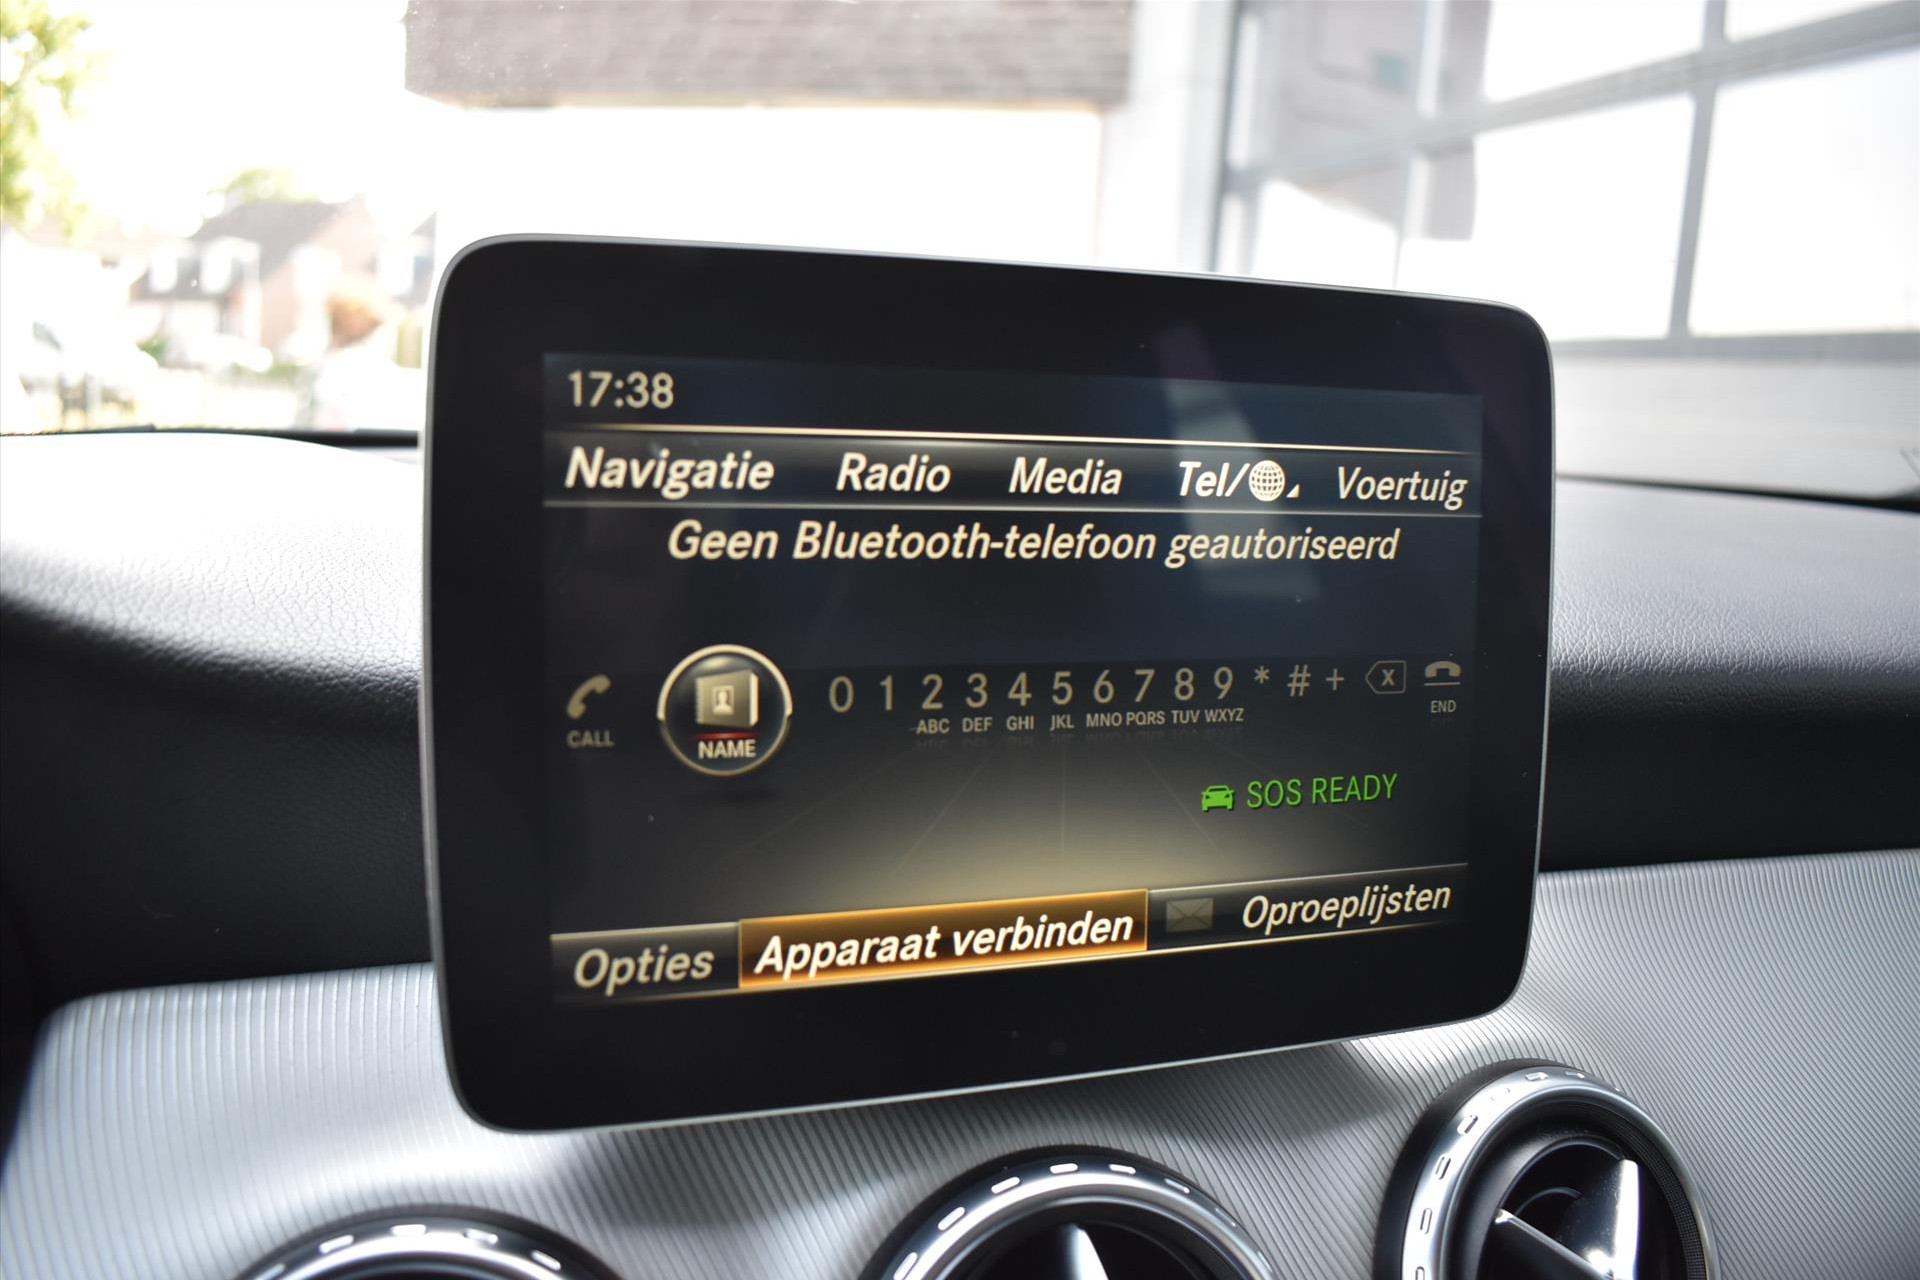 17:38
Navigatie Radio Media Tel/ Voertuig
Geen Bluetooth-telefoon geautoriseerd
0 1 2 3 4 5 6 7 8 9 * # + X
ABC DEF GHI JKL MNO PQRS TUV WXYZ
CALL NAME END
SOS READY
Opties Apparaat verbinden Oproeplijsten